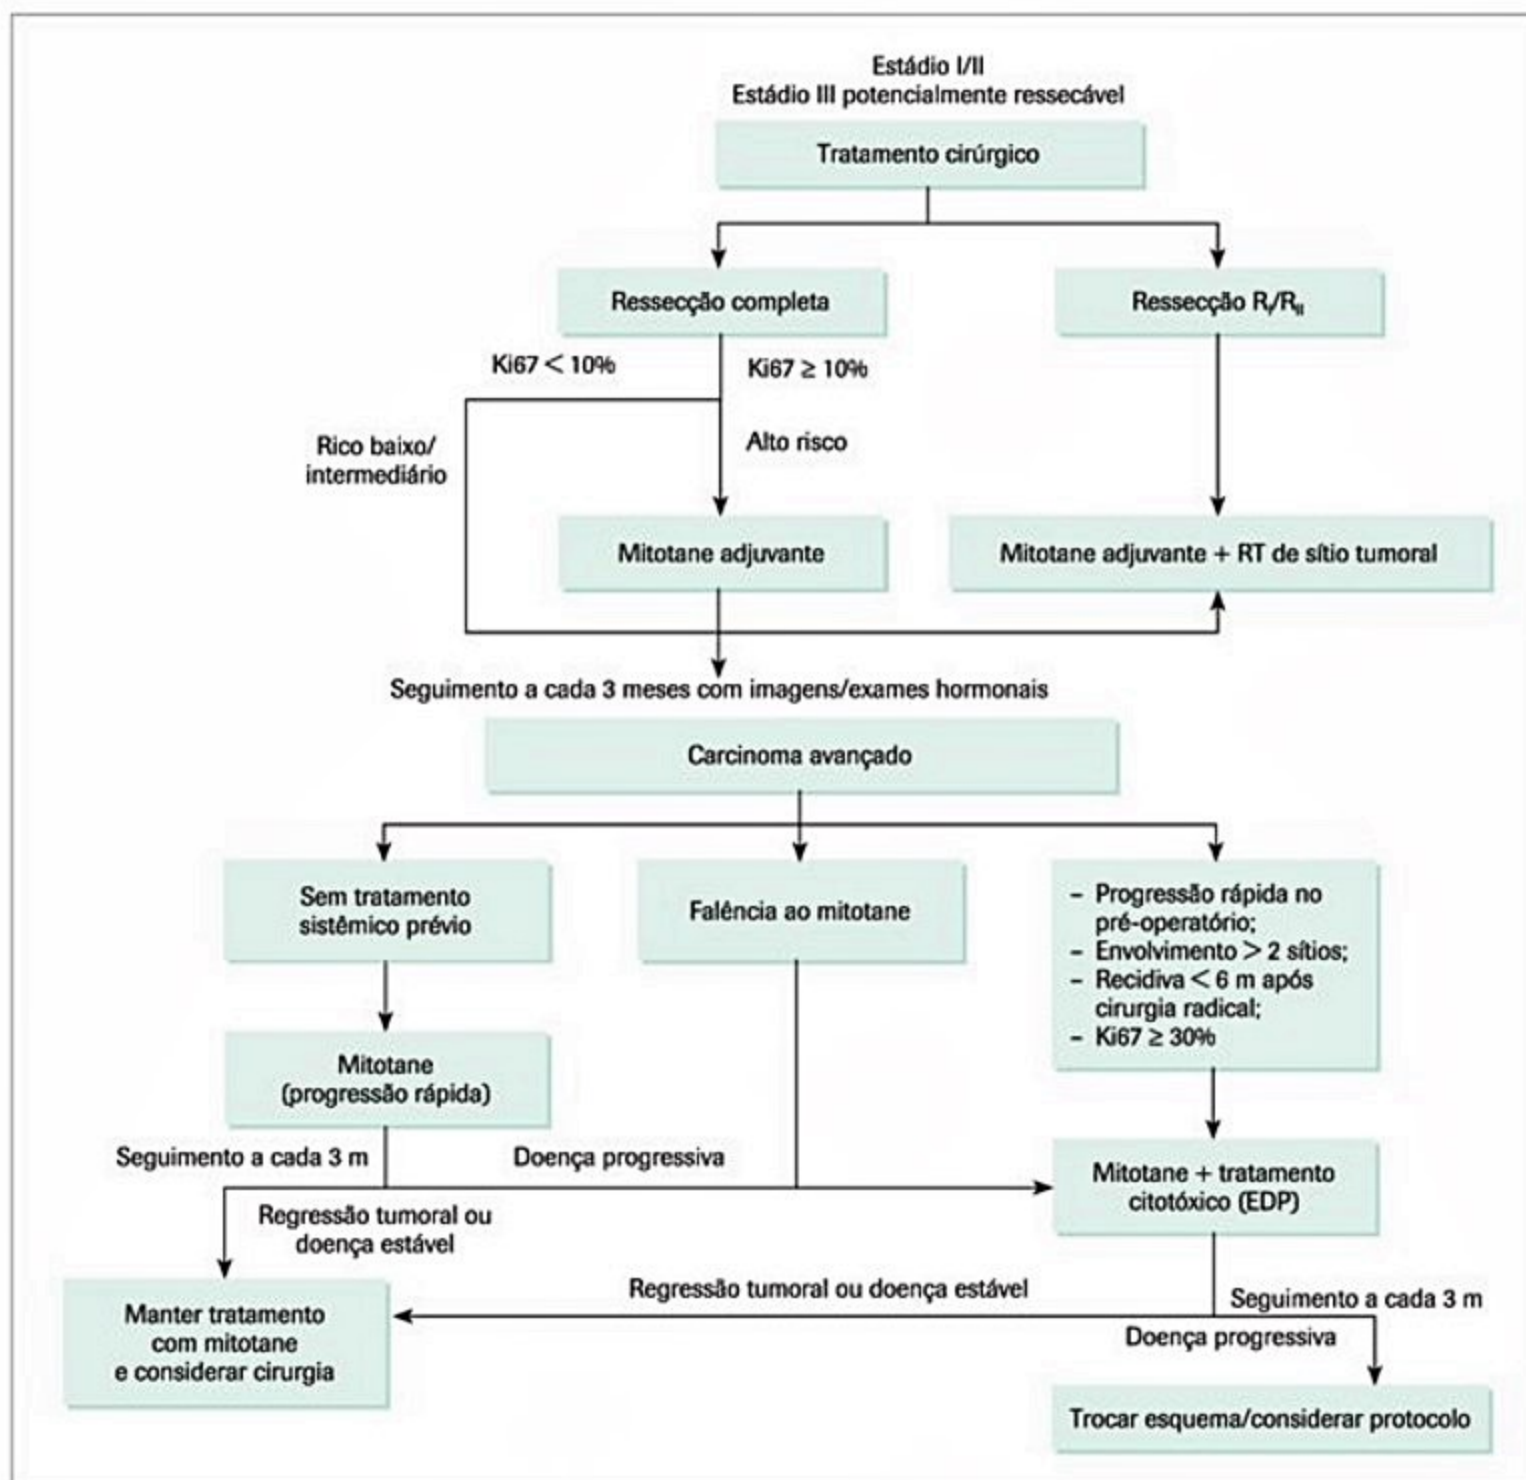 Estádio I/II
Estádio III potencialmente ressecável
Tratamento cirúrgico
Ressecção completa
Ressecção R_I/R_II
Ki67 < 10%
Ki67 ≥ 10%
Rico baixo/
intermediário
Alto risco
Mitotane adjuvante
Mitotane adjuvante + RT de sítio tumoral
Seguimento a cada 3 meses com imagens/exames hormonais
Carcinoma avançado
Sem tratamento
sistêmico prévio
Falência ao mitotane
– Progressão rápida no
pré-operatório;
– Envolvimento > 2 sítios;
– Recidiva < 6 m após
cirurgia radical;
– Ki67 ≥ 30%
Mitotane
(progressão rápida)
Seguimento a cada 3 m
Doença progressiva
Mitotane + tratamento
citotóxico (EDP)
Regressão tumoral ou
doença estável
Manter tratamento
com mitotane
e considerar cirurgia
Regressão tumoral ou doença estável
Seguimento a cada 3 m
Doença progressiva
Trocar esquema/considerar protocolo